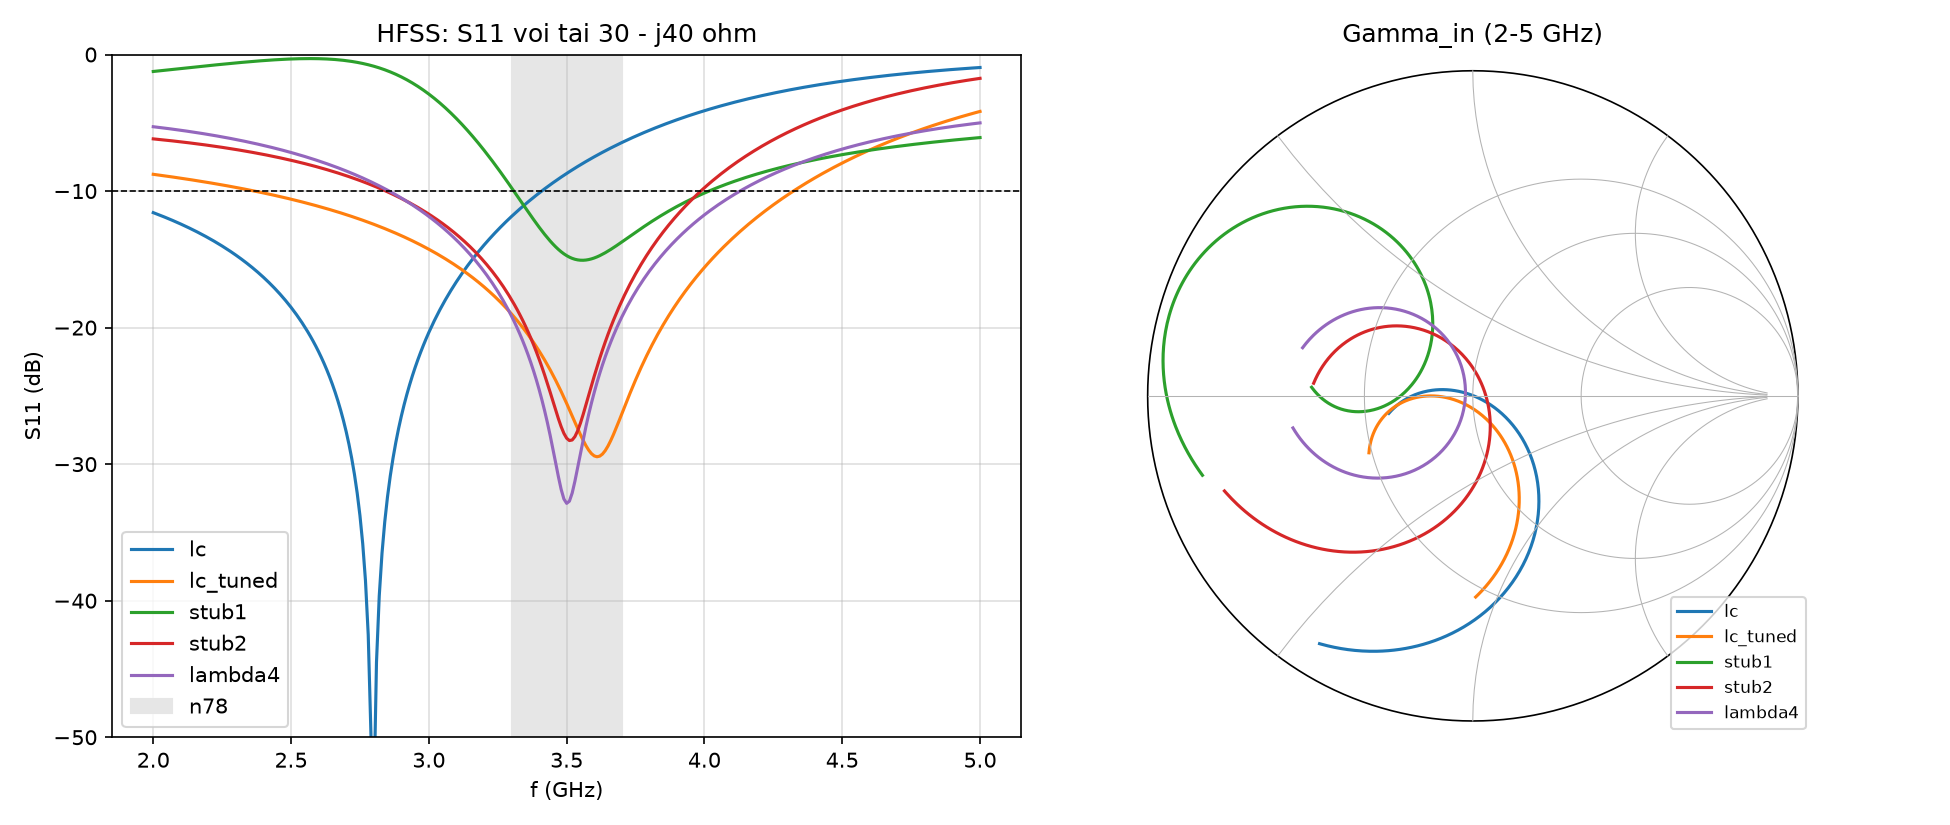 HFSS: S11 voi tai 30 - j40 ohm
S11 (dB)
0
−10
−20
−30
−40
−50
lc
lc_tuned
stub1
stub2
lambda4
n78
2.0 2.5 3.0 3.5 4.0 4.5 5.0
f (GHz)
Gamma_in (2-5 GHz)
lc
lc_tuned
stub1
stub2
lambda4